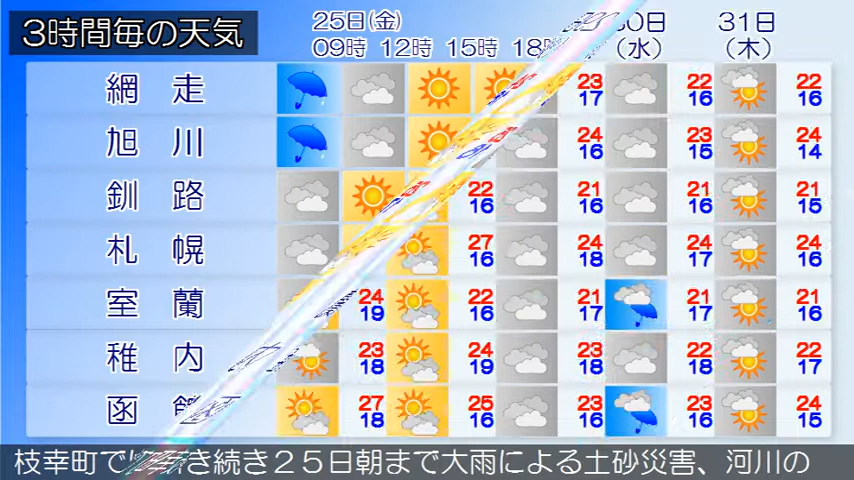 3時間毎の天気
25日(金)
09時 12時 15時 18時
30日 31日
(水) (木)
網走 23 17 22 16 22 16
旭川 24 16 23 15 24 14
釧路 22 16 21 16 21 16 21 15
札幌 27 16 24 18 24 17 24 16
室蘭 24 19 22 16 21 17 21 17 21 16
稚内 23 18 24 19 23 18 22 18 22 17
函館 27 18 25 16 23 16 23 16 24 15
枝幸町では引き続き25日朝まで大雨による土砂災害、河川の